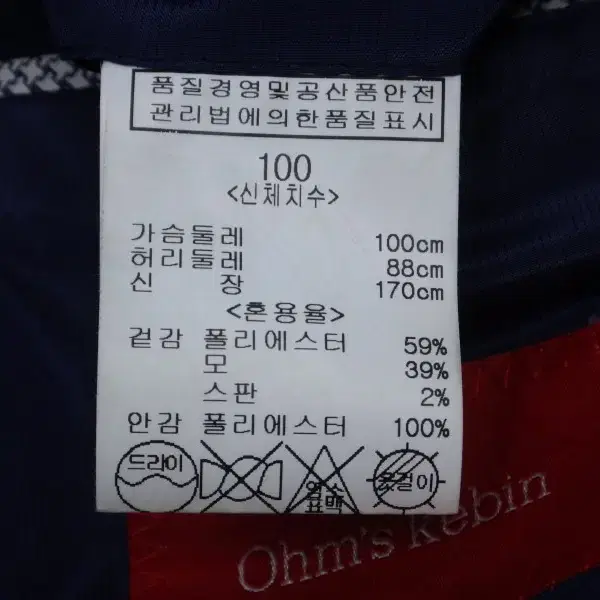 품질경영및공산품안전
관리법에의한품질표시
100
<신체치수>
가슴둘레 100cm
허리둘레 88cm
신 장 170cm
<혼용율>
겉감 폴리에스터 59%
모 39%
스판 2%
안감 폴리에스터 100%
드라이
염소
표백
옷걸이
Ohm's kebin